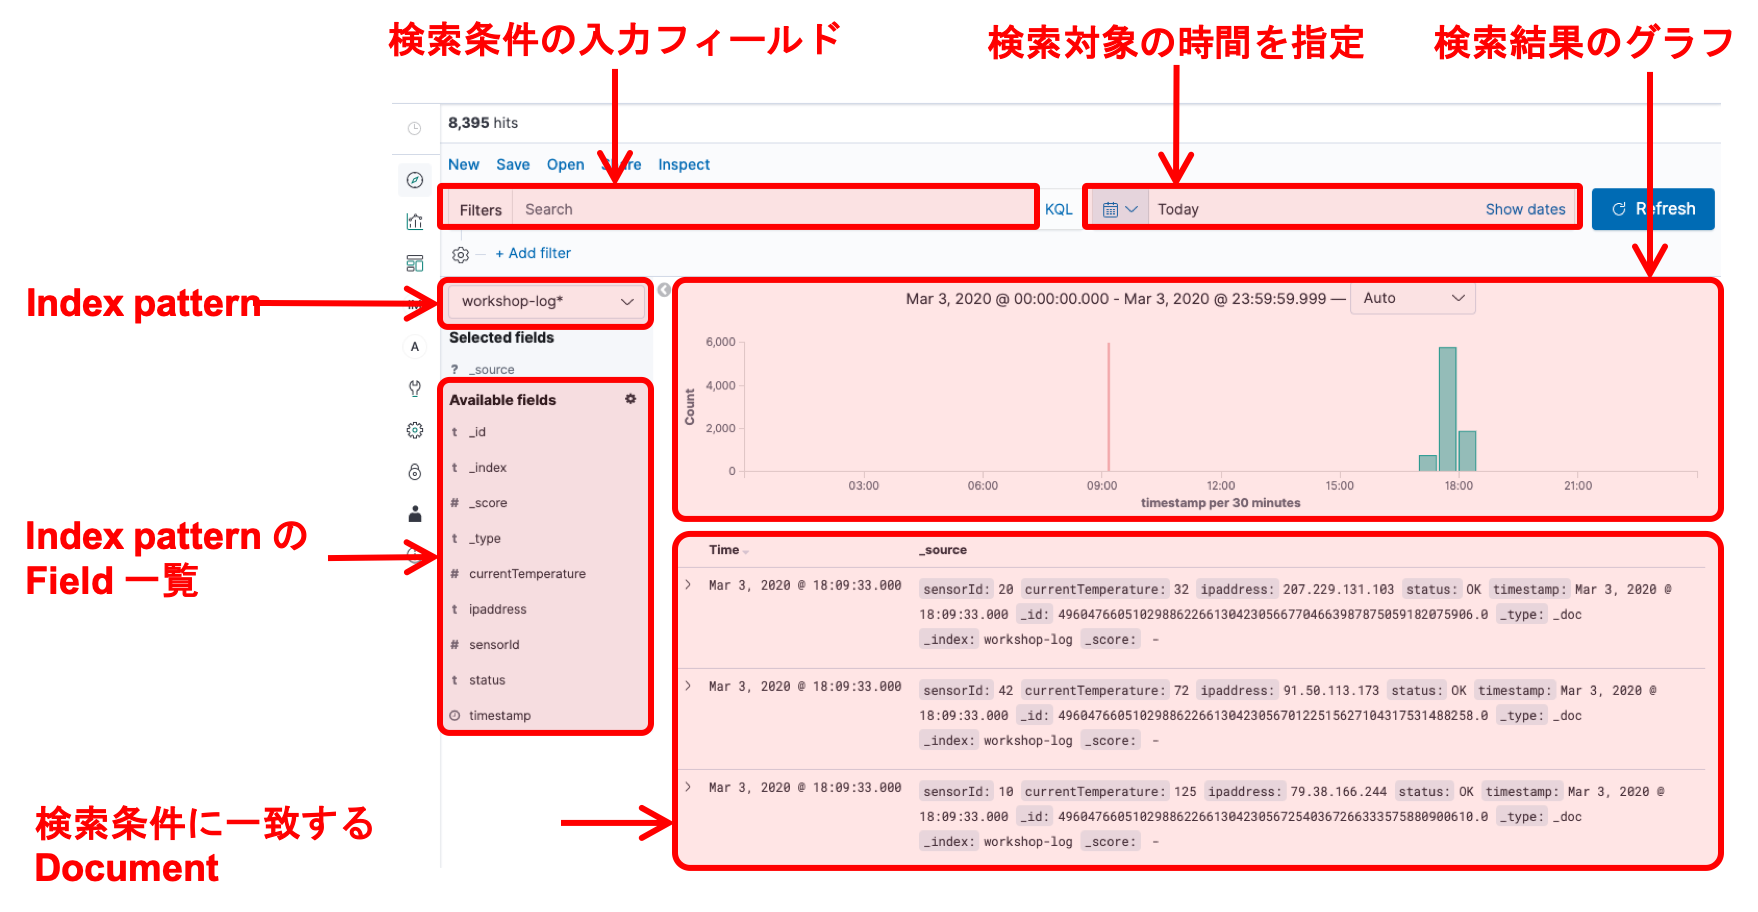 検索条件の入力フィールド
検索対象の時間を指定
検索結果のグラフ
8,395 hits
New Save Open Share Inspect
Filters Search KQL Today Show dates Refresh
+ Add filter
Index pattern
workshop-log*
Selected fields
? _source
Available fields
t _id
t _index
# _score
t _type
# currentTemperature
t ipaddress
# sensorId
t status
timestamp
A
Index pattern の
Field 一覧
Mar 3, 2020 @ 00:00:00.000 - Mar 3, 2020 @ 23:59:59.999 — Auto
Count
6,000
4,000
2,000
0
03:00 06:00 09:00 12:00 15:00 18:00 21:00
timestamp per 30 minutes
Time _source
Mar 3, 2020 @ 18:09:33.000 sensorId: 20 currentTemperature: 32 ipaddress: 207.229.131.103 status: OK timestamp: Mar 3, 2020 @
18:09:33.000 _id: 49604766051029886226613042305667704663987875059182075906.0 _type: _doc
_index: workshop-log _score: -
Mar 3, 2020 @ 18:09:33.000 sensorId: 42 currentTemperature: 72 ipaddress: 91.50.113.173 status: OK timestamp: Mar 3, 2020 @
18:09:33.000 _id: 49604766051029886226613042305670122515627104317531488258.0 _type: _doc
_index: workshop-log _score: -
Mar 3, 2020 @ 18:09:33.000 sensorId: 10 currentTemperature: 125 ipaddress: 79.38.166.244 status: OK timestamp: Mar 3, 2020 @
18:09:33.000 _id: 49604766051029886226613042305672540367266333575880900610.0 _type: _doc
_index: workshop-log _score: -
検索条件に一致する
Document